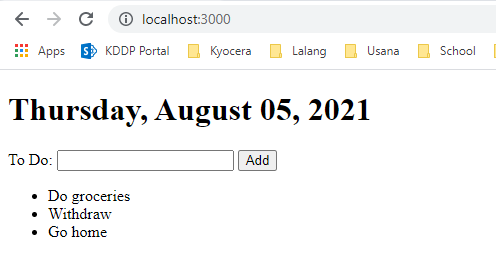 localhost:3000
Apps KDDP Portal Kyocera Lalang Usana School
Thursday, August 05, 2021
To Do: Add
Do groceries
Withdraw
Go home